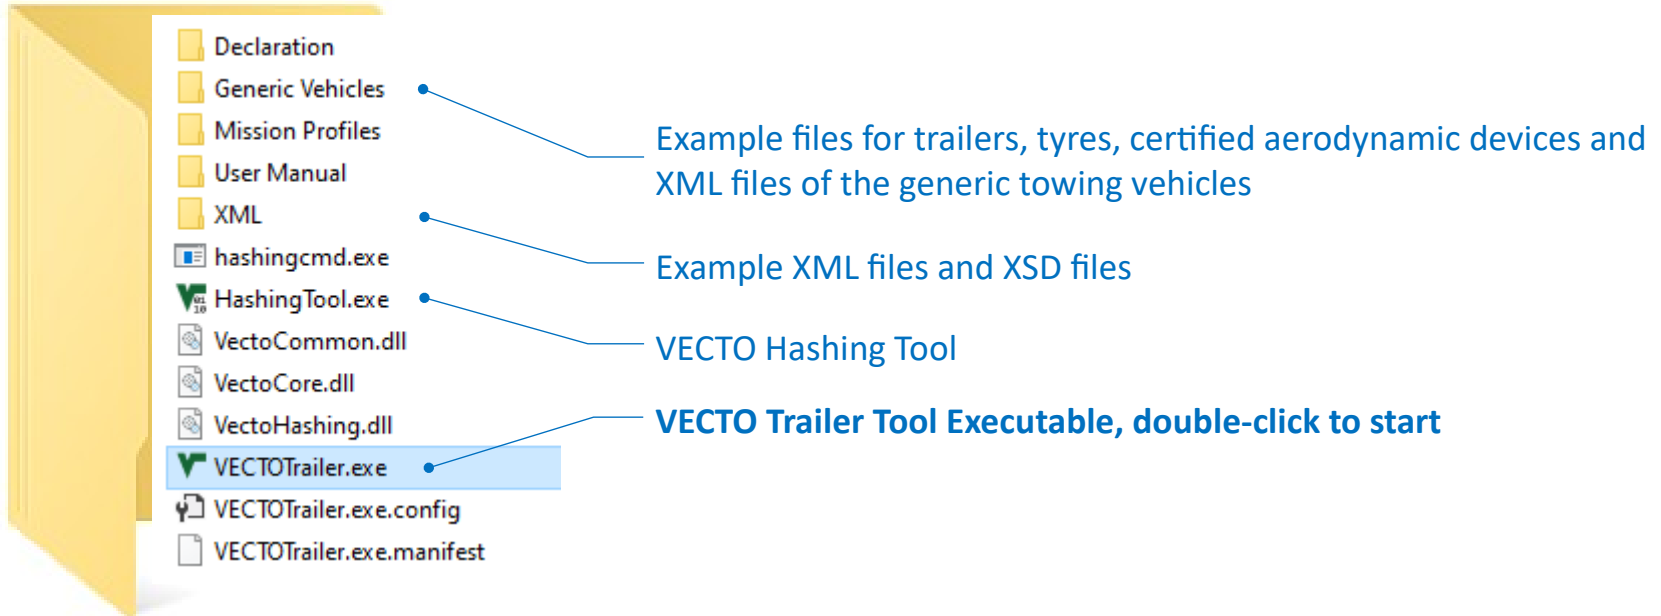 Declaration
Generic Vehicles
Mission Profiles
User Manual
XML
hashingcmd.exe
HashingTool.exe
VectoCommon.dll
VectoCore.dll
VectoHashing.dll
VECTOTrailer.exe
VECTOTrailer.exe.config
VECTOTrailer.exe.manifest
Example files for trailers, tyres, certified aerodynamic devices and
XML files of the generic towing vehicles
Example XML files and XSD files
VECTO Hashing Tool
VECTO Trailer Tool Executable, double-click to start